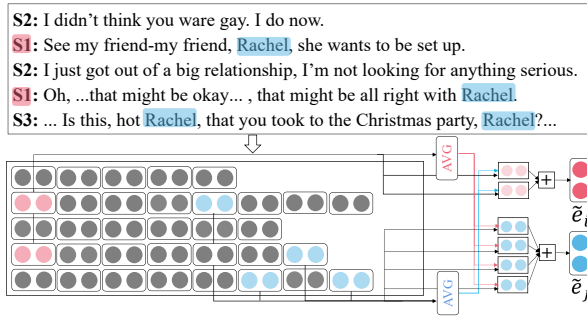 S2: I didn't think you ware gay. I do now.
S1: See my friend-my friend, Rachel, she wants to be set up.
S2: I just got out of a big relationship, I'm not looking for anything serious.
S1: Oh, ...that might be okay... , that might be all right with Rachel.
S3: ... Is this, hot Rachel, that you took to the Christmas party, Rachel?...
AVG
+
ẽ
+
AVG
ẽ